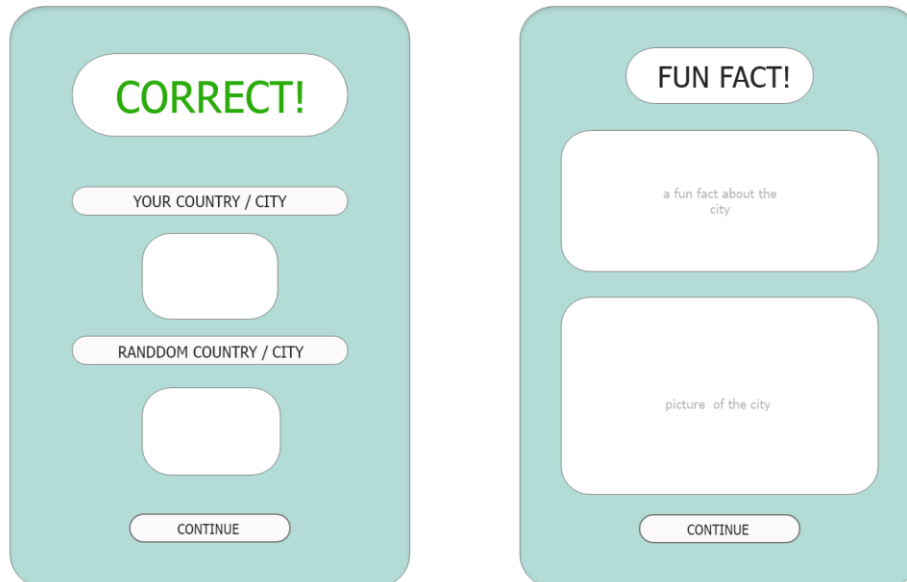 CORRECT!
YOUR COUNTRY / CITY
RANDDOM COUNTRY / CITY
CONTINUE
FUN FACT!
a fun fact about the
city
picture of the city
CONTINUE